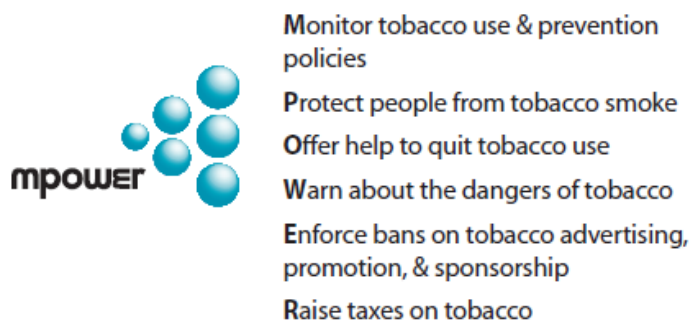 mpower
Monitor tobacco use & prevention
policies
Protect people from tobacco smoke
Offer help to quit tobacco use
Warn about the dangers of tobacco
Enforce bans on tobacco advertising,
promotion, & sponsorship
Raise taxes on tobacco